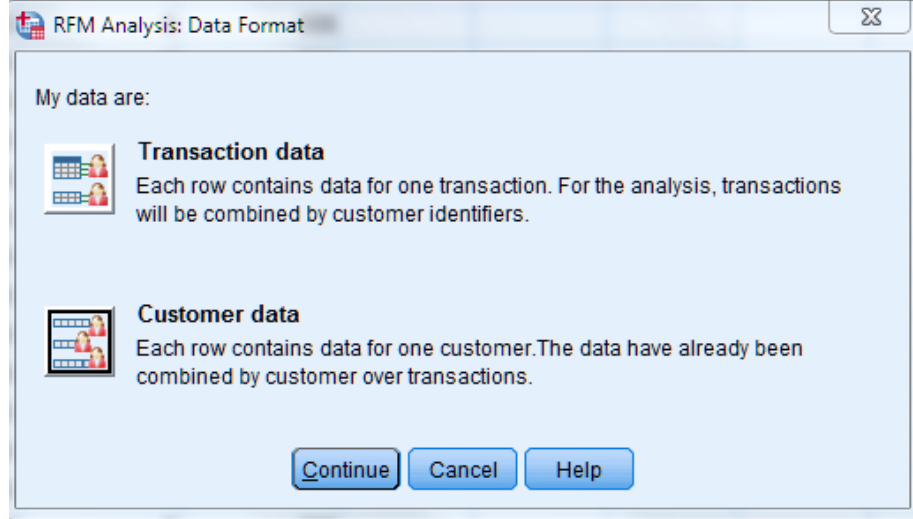 RFM Analysis: Data Format
My data are:
Transaction data
Each row contains data for one transaction. For the analysis, transactions
will be combined by customer identifiers.
Customer data
Each row contains data for one customer.The data have already been
combined by customer over transactions.
Continue Cancel Help